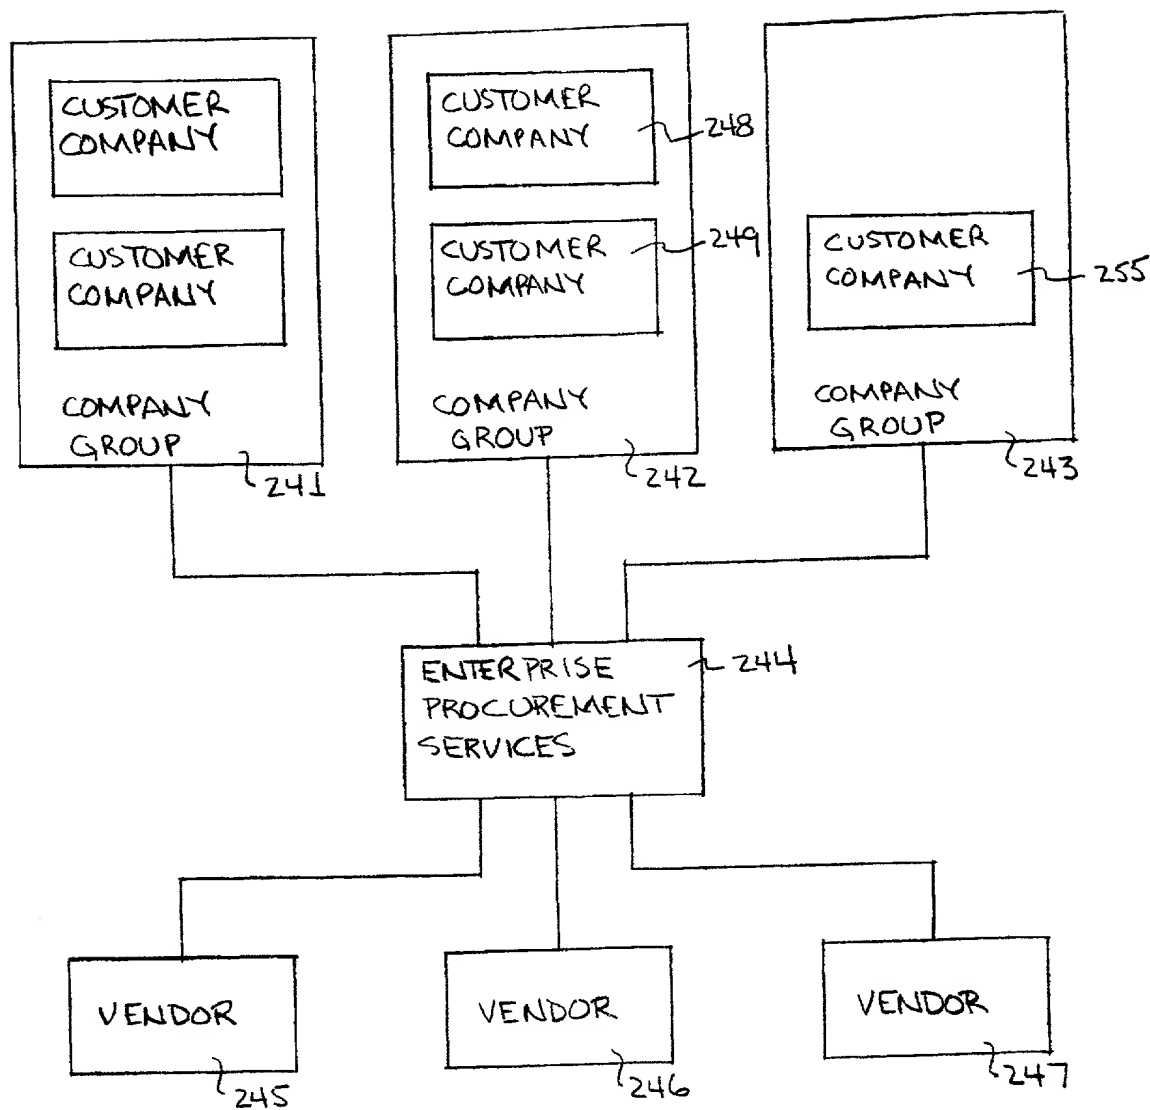 CUSTOMER
COMPANY
CUSTOMER
COMPANY
COMPANY
GROUP
241
CUSTOMER
COMPANY
248
CUSTOMER
COMPANY
249
COMPANY
GROUP
242
CUSTOMER
COMPANY
255
COMPANY
GROUP
243
ENTERPRISE
PROCUREMENT
SERVICES
244
VENDOR
245
VENDOR
246
VENDOR
247